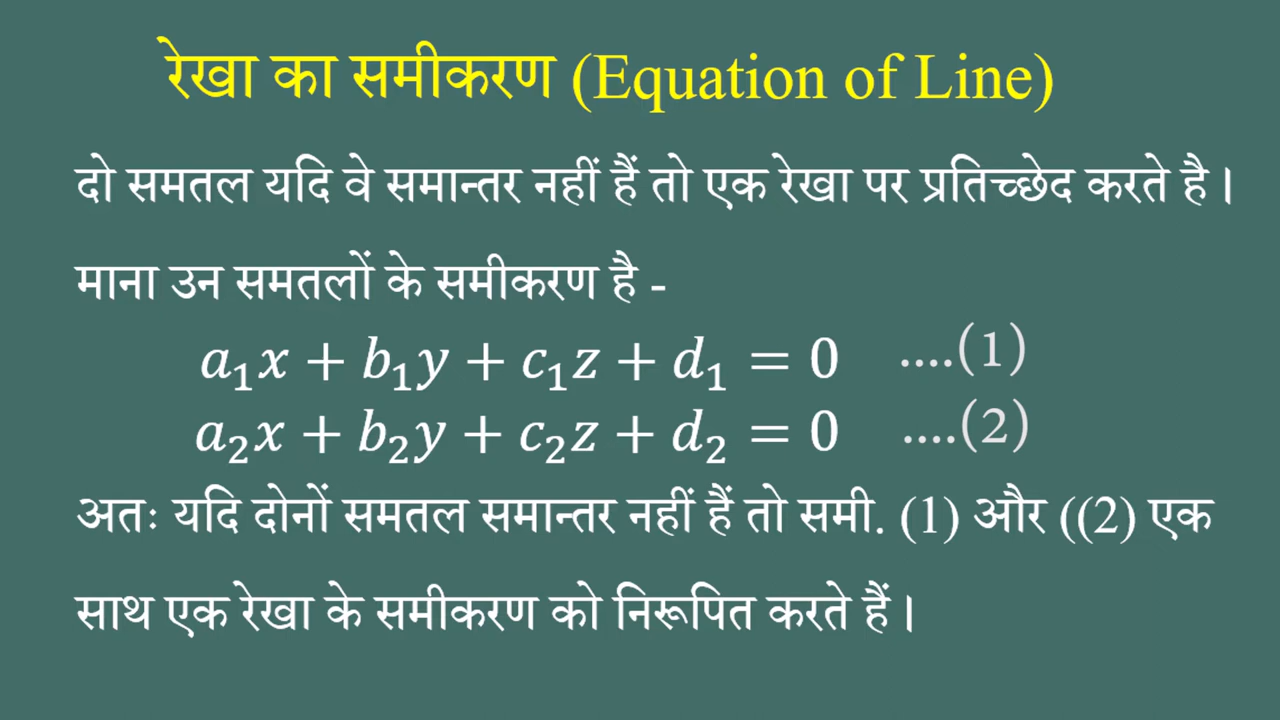 रेखा का समीकरण (Equation of Line)
दो समतल यदि वे समान्तर नहीं हैं तो एक रेखा पर प्रतिच्छेद करते है।
माना उन समतलों के समीकरण है -
a₁x + b₁y + c₁z + d₁ = 0 ....(1)
a₂x + b₂y + c₂z + d₂ = 0 ....(2)
अतः यदि दोनों समतल समान्तर नहीं हैं तो समी. (1) और ((2) एक
साथ एक रेखा के समीकरण को निरूपित करते हैं।